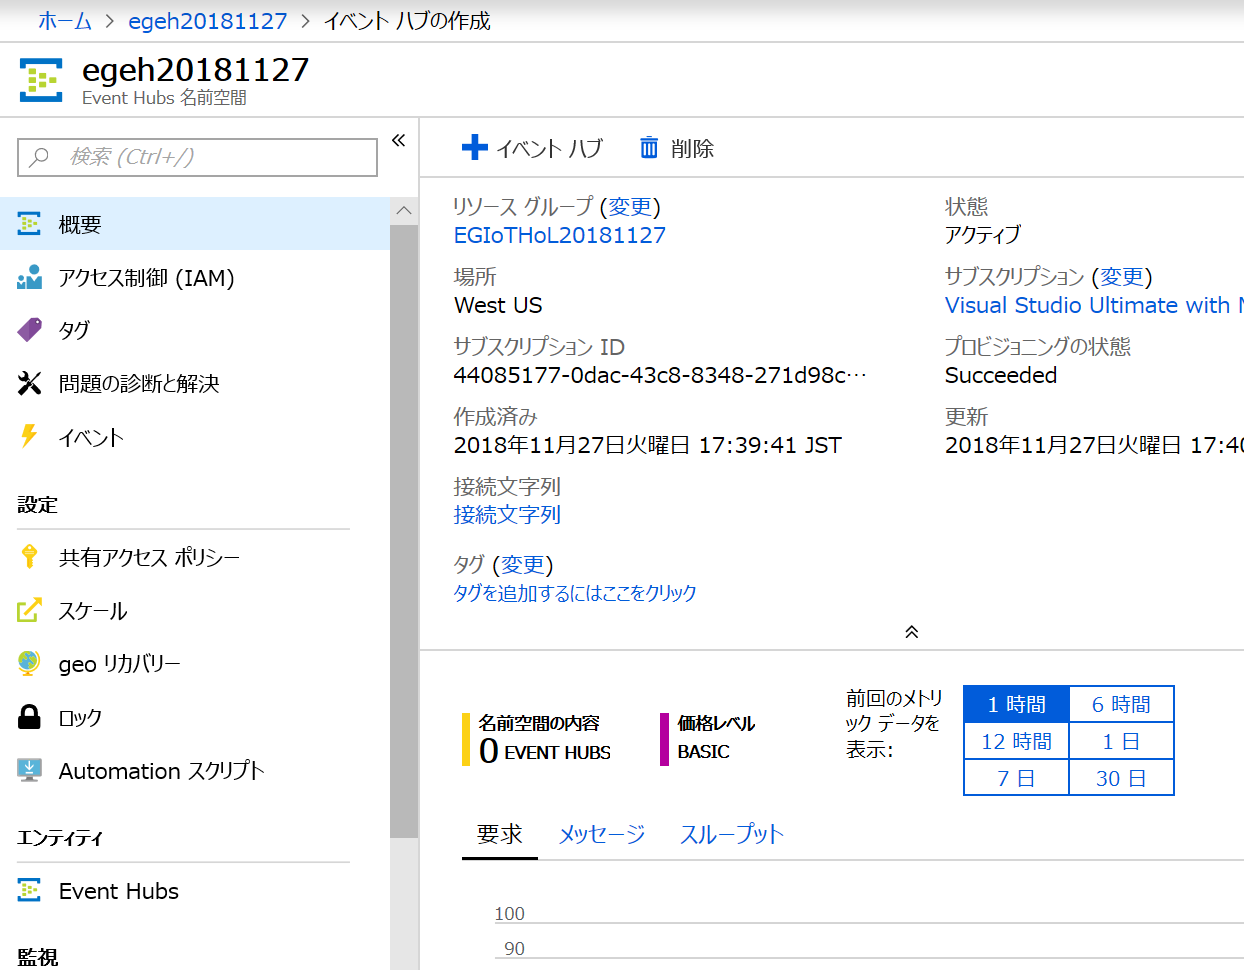 ホーム > egeh20181127 > イベント ハブの作成
egeh20181127
Event Hubs 名前空間
検索 (Ctrl+/)
«
概要
アクセス制御 (IAM)
タグ
問題の診断と解決
イベント
設定
共有アクセス ポリシー
スケール
geo リカバリー
ロック
Automation スクリプト
エンティティ
Event Hubs
監視
イベント ハブ
削除
リソース グループ (変更)
EGIoTHoL20181127
場所
West US
サブスクリプション ID
44085177-0dac-43c8-8348-271d98c···
作成済み
2018年11月27日火曜日 17:39:41 JST
接続文字列
接続文字列
タグ (変更)
タグを追加するにはここをクリック
状態
アクティブ
サブスクリプション (変更)
Visual Studio Ultimate with
プロビジョニングの状態
Succeeded
更新
2018年11月27日火曜日 17:40
名前空間の内容
0 EVENT HUBS
価格レベル
BASIC
前回のメトリ
ック データを
表示:
1 時間
6 時間
12 時間
1 日
7 日
30 日
要求
メッセージ
スループット
100
90